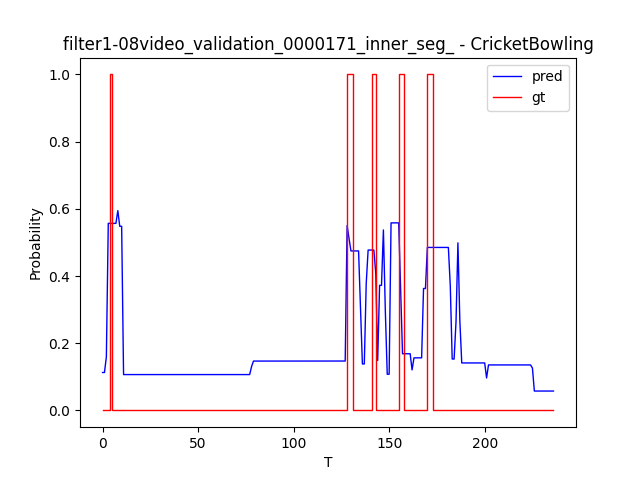 filter1-08video_validation_0000171_inner_seg_ - CricketBowling
pred
gt
1.0
0.8
0.6
0.4
0.2
0.0
Probability
0
50
100
150
200
T